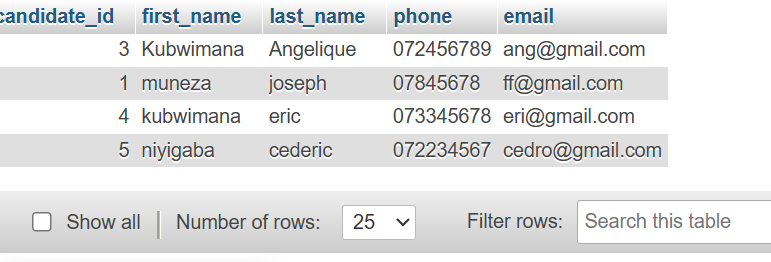 candidate_id first_name last_name phone email
3 Kubwimana Angelique 072456789 ang@gmail.com
1 muneza joseph 07845678 ff@gmail.com
4 kubwimana eric 073345678 eri@gmail.com
5 niyigaba cederic 072234567 cedro@gmail.com
Show all Number of rows: 25 Filter rows: Search this table